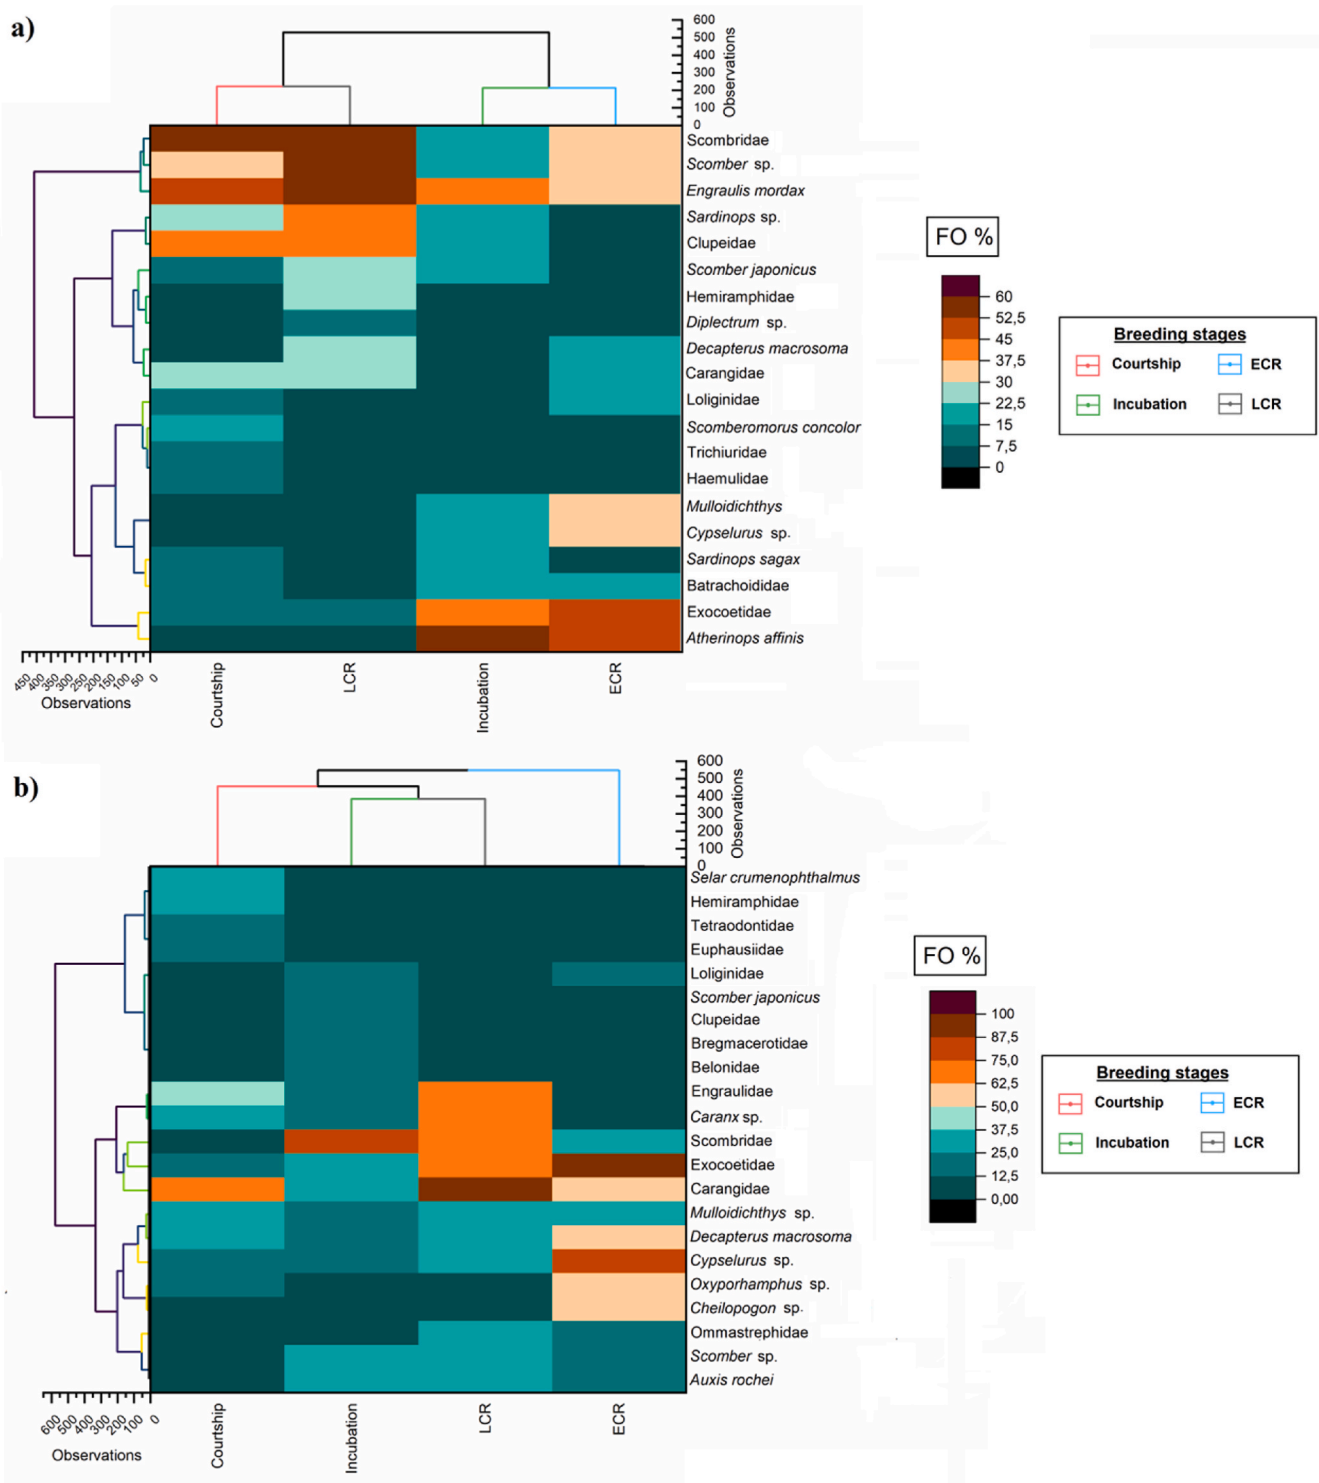 a)
600
500
400
300
200
100
0
Observations
Scombridae
Scomber sp.
Engraulis mordax
Sardinops sp.
Clupeidae
Scomber japonicus
Hemiramphidae
Diplectrum sp.
Decapterus macrosoma
Carangidae
Loliginidae
Scomberomorus concolor
Trichiuridae
Haemulidae
Mulloidichthys
Cypselurus sp.
Sardinops sagax
Batrachoididae
Exocoetidae
Atherinops affinis
450 400 350 300 250 200 150 100 50 0
Observations
Courtship
LCR
Incubation
ECR
FO %
60
52,5
45
37,5
30
22,5
15
7,5
0
Breeding stages
Courtship ECR
Incubation LCR
b)
600
500
400
300
200
100
0
Observations
Selar crumenophthalmus
Hemiramphidae
Tetraodontidae
Euphausiidae
Loliginidae
Scomber japonicus
Clupeidae
Bregmacerotidae
Belonidae
Engraulidae
Caranx sp.
Scombridae
Exocoetidae
Carangidae
Mulloidichthys sp.
Decapterus macrosoma
Cypselurus sp.
Oxyporhamphus sp.
Cheilopogon sp.
Ommastrephidae
Scomber sp.
Auxis rochei
600 500 400 300 200 100 0
Observations
Courtship
Incubation
LCR
ECR
FO %
100
87,5
75,0
62,5
50,0
37,5
25,0
12,5
0,00
Breeding stages
Courtship ECR
Incubation LCR